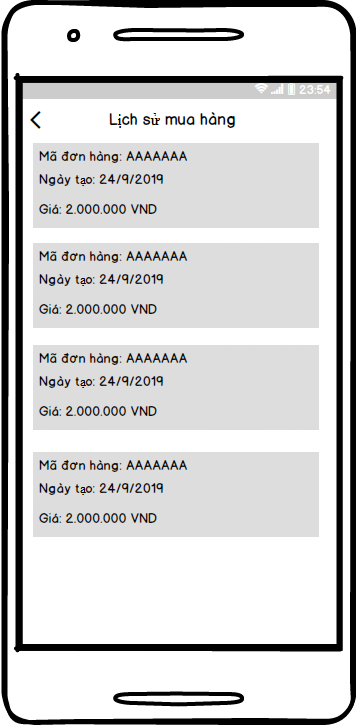 23:54
Lịch sử mua hàng
Mã đơn hàng: AAAAAAA
Ngày tạo: 24/9/2019
Giá: 2.000.000 VND
Mã đơn hàng: AAAAAAA
Ngày tạo: 24/9/2019
Giá: 2.000.000 VND
Mã đơn hàng: AAAAAAA
Ngày tạo: 24/9/2019
Giá: 2.000.000 VND
Mã đơn hàng: AAAAAAA
Ngày tạo: 24/9/2019
Giá: 2.000.000 VND